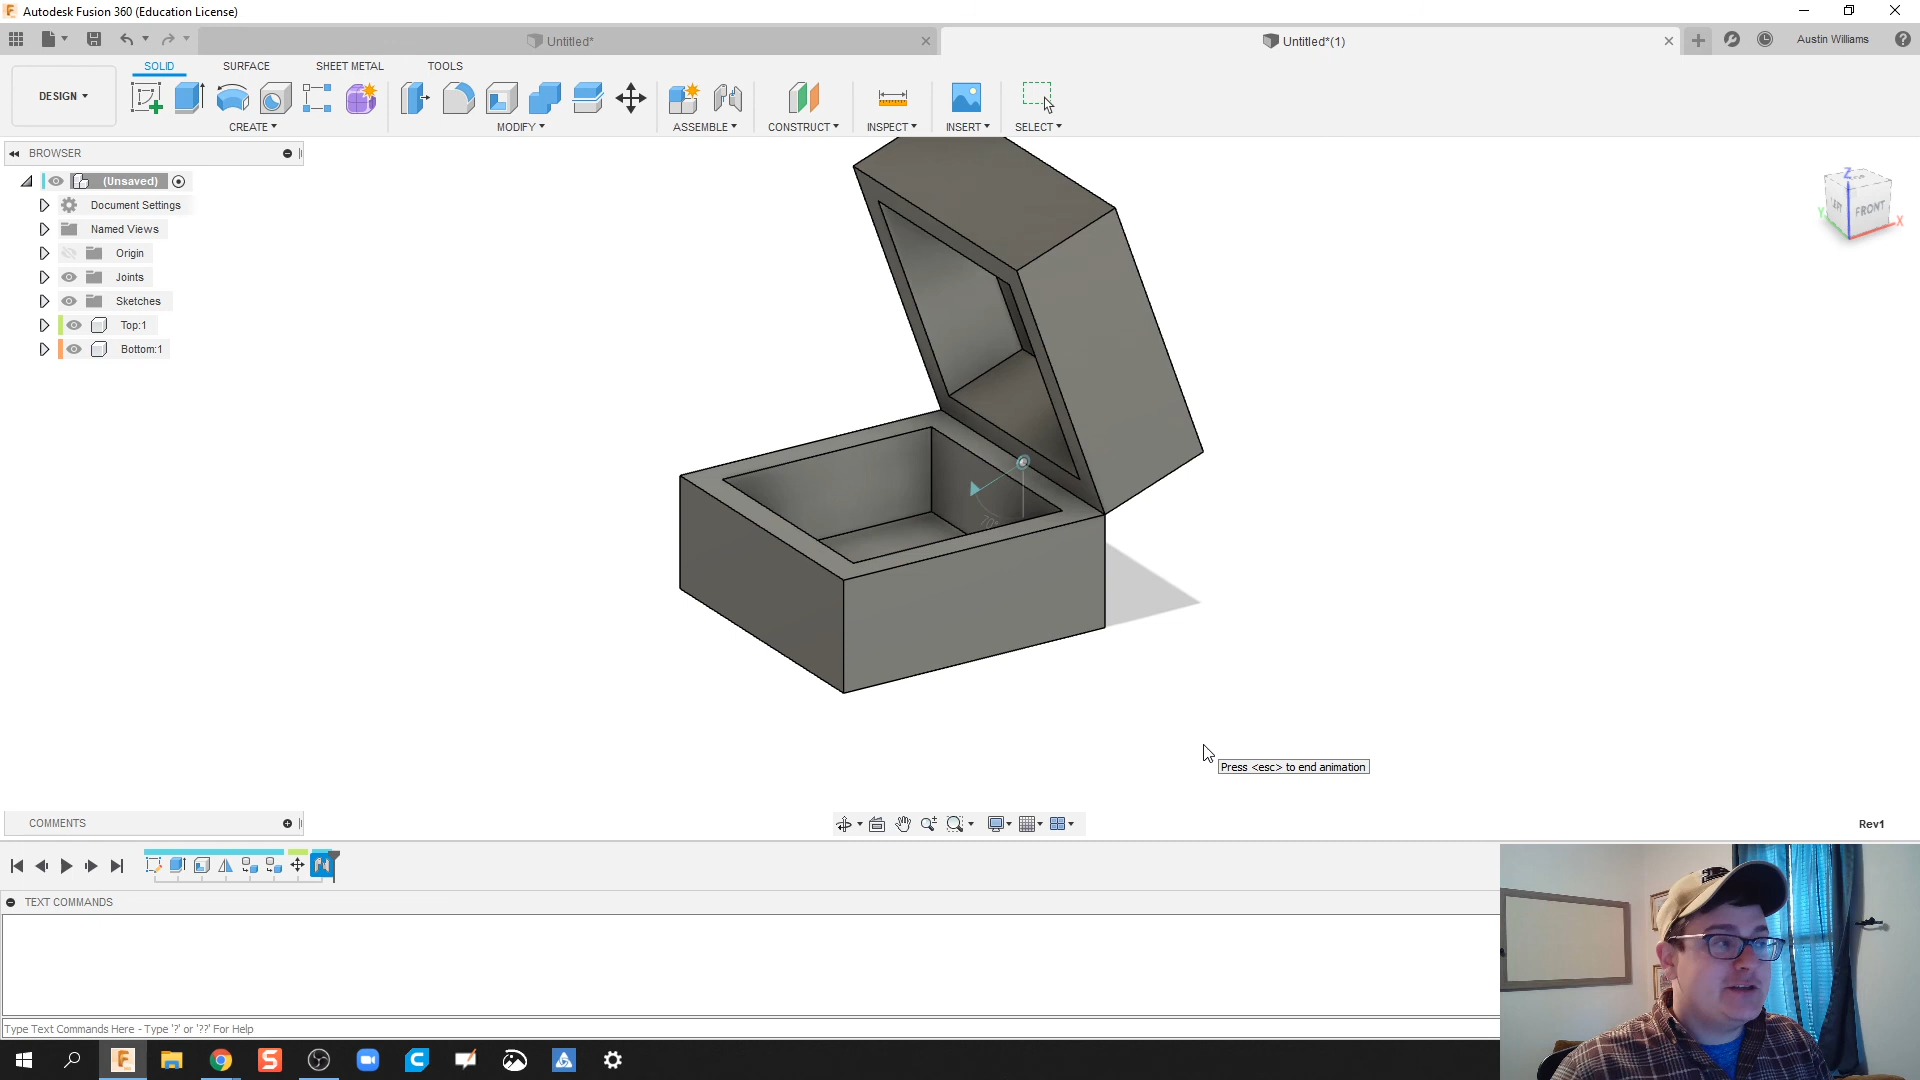 Autodesk Fusion 360 (Education License)
Untitled*
Untitled*(1)
Austin Williams
SOLID
SURFACE
SHEET METAL
TOOLS
DESIGN
CREATE
MODIFY
ASSEMBLE
CONSTRUCT
INSPECT
INSERT
SELECT
BROWSER
(Unsaved)
Document Settings
Named Views
Origin
Joints
Sketches
Top:1
Bottom:1
Z
LEFT
FRONT
Y
X
70°
Press <esc> to end animation
COMMENTS
Rev1
TEXT COMMANDS
Type Text Commands Here - Type '?' or '??' For Help